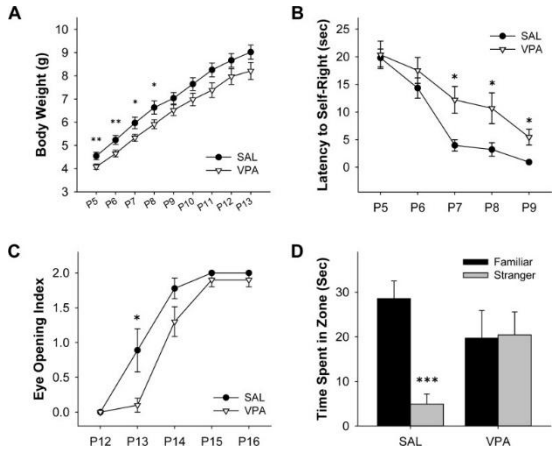 A
Body Weight (g)
10
9
8
7
6
5
4
3
**
**
*
*
SAL
VPA
P5
P6
P7
P8
P9
P10
P11
P12
P13
B
Latency to Self-Right (sec)
25
20
15
10
5
0
SAL
VPA
*
*
*
P5
P6
P7
P8
P9
C
Eye Opening Index
2.0
1.5
1.0
0.5
0.0
*
SAL
VPA
P12
P13
P14
P15
P16
D
Time Spent in Zone (Sec)
30
20
10
0
Familiar
Stranger
***
SAL
VPA